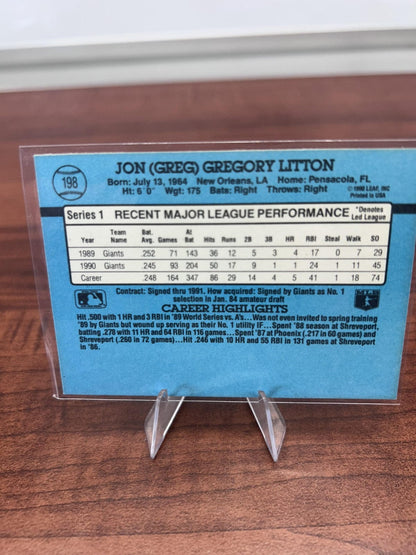 198
JON (GREG) GREGORY LITTON
Born: July 13, 1964 New Orleans, LA Home: Pensacola, FL
Ht: 6'0" Wgt: 175 Bats: Right Throws: Right
© 1990 LEAF, INC
Printed in USA
Series 1 RECENT MAJOR LEAGUE PERFORMANCE *Denotes Led League
Year Team Name Bat. Avg. Games At Bat Hits Runs 2B 3B HR RBI Steal Walk SO
1989 Giants .252 71 143 36 12 5 3 4 17 0 7 29
1990 Giants .245 93 204 50 17 9 1 1 24 1 11 45
Career .248 164 347 86 29 14 4 5 41 1 18 74
Contract: Signed thru 1991. Acquired: Signed by Giants as No. 1
selection in Jan. 84 amateur draft
CAREER HIGHLIGHTS
Hit .500 with 1 HR and 3 RBI in '89 World Series vs. A's...Was not even invited to spring training
'89 by Giants but wound up serving as their No. 1 utility IF...Spent '88 season at Shreveport,
batting .278 with 11 HR and 64 RBI in 116 games...Spent '87 at Phoenix (.217 in 60 games) and
Shreveport (.260 in 72 games)...Hit .246 with 10 HR and 55 RBI in 131 games at Shreveport
in '86.